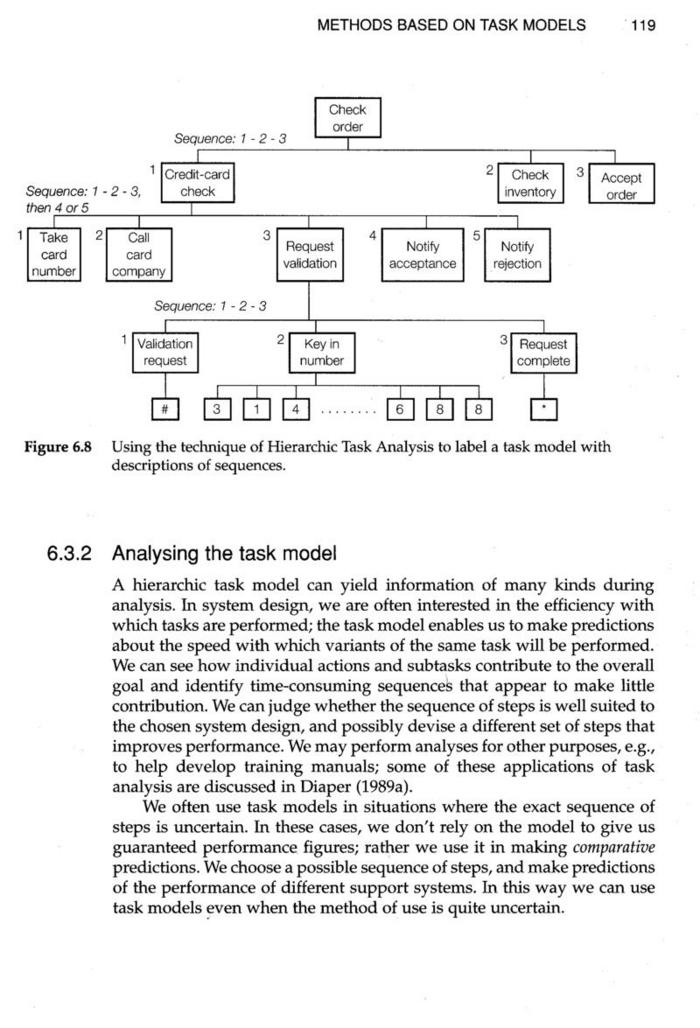 METHODS BASED ON TASK MODELS 119
Check
order
Sequence: 1 - 2 - 3
1 Credit-card
check
2 Check
inventory
3 Accept
order
Sequence: 1 - 2 - 3,
then 4 or 5
1 Take
card
number
2 Call
card
company
3 Request
validation
4 Notify
acceptance
5 Notify
rejection
Sequence: 1 - 2 - 3
1 Validation
request
2 Key in
number
3 Request
complete
# 3 1 4 ........ 6 8 8 *
Figure 6.8 Using the technique of Hierarchic Task Analysis to label a task model with
descriptions of sequences.
6.3.2 Analysing the task model
A hierarchic task model can yield information of many kinds during
analysis. In system design, we are often interested in the efficiency with
which tasks are performed; the task model enables us to make predictions
about the speed with which variants of the same task will be performed.
We can see how individual actions and subtasks contribute to the overall
goal and identify time-consuming sequences that appear to make little
contribution. We can judge whether the sequence of steps is well suited to
the chosen system design, and possibly devise a different set of steps that
improves performance. We may perform analyses for other purposes, e.g.,
to help develop training manuals; some of these applications of task
analysis are discussed in Diaper (1989a).
We often use task models in situations where the exact sequence of
steps is uncertain. In these cases, we don't rely on the model to give us
guaranteed performance figures; rather we use it in making comparative
predictions. We choose a possible sequence of steps, and make predictions
of the performance of different support systems. In this way we can use
task models even when the method of use is quite uncertain.